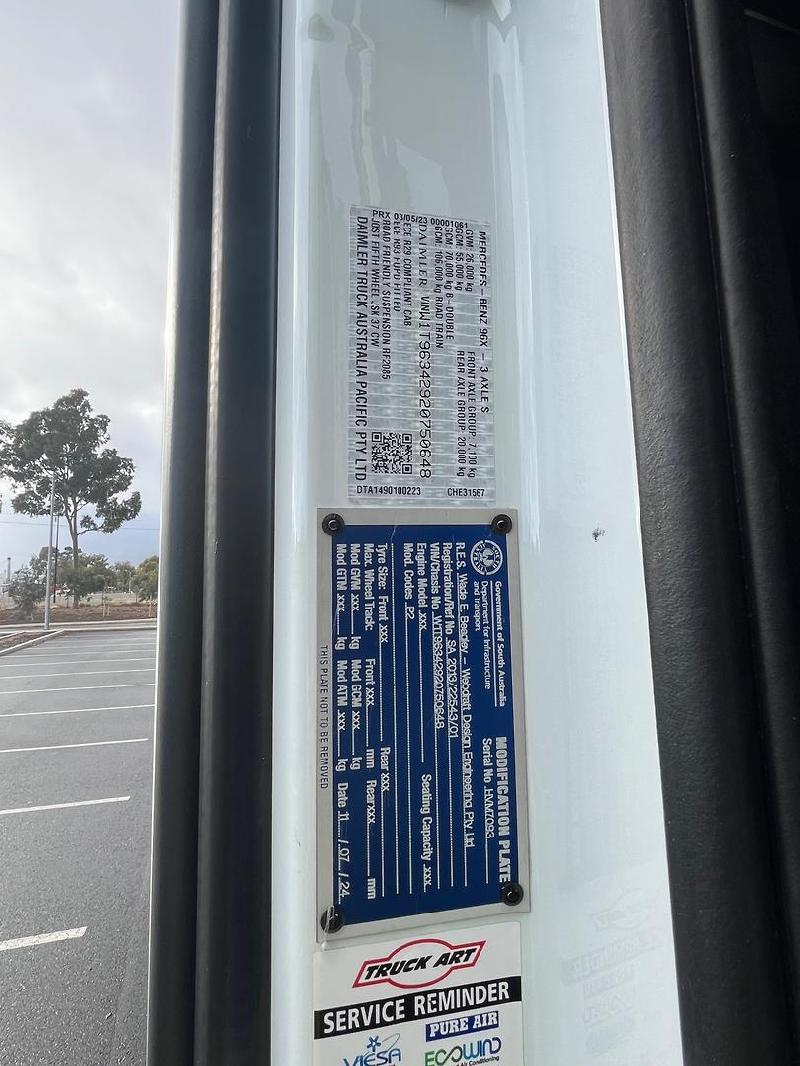 MERCEDES - BENZ 96X - 3 AXLE S
GVM: 26,000 kg FRONT AXLE GROUP: 7,100 kg
GCM: 55,000 kg REAR AXLE GROUP: 20,000 kg
GCM: 70,000 kg B-DOUBLE
GCM: 106,000 kg ROAD TRAIN
DAIMLER VIN W1T96342920750648
ECE R29 COMPLIANT CAB
ECE R93 FUPD FITTED
ROAD FRIENDLY SUSPENSION RF2085
JOST FIFTH WHEEL SK 37 CW
DAIMLER TRUCK AUSTRALIA PACIFIC PTY LTD
PRX 03/05/23
DTA1490100223
CHE31567
Government of South Australia
Department for Infrastructure
and Transport
MODIFICATION PLATE
Serial No HVM7093
R.E.S. Wade E. Beadley - Webdraft Design Engineering Pty Ltd
Registration/Ref No SA 2013/22543/01
VIN/Chasis No W1T96342920750648
Engine Model xxx Seating Capacity xxx
Mod. Codes P2
Tyre Size: Front xxx Rear xxx
Max. Wheel Track: Front xxx mm Rear xxx mm
Mod GVM xxx kg Mod GCM xxx kg
Mod GTM xxx kg Mod ATM xxx kg Date 11 / 07 / 24
THIS PLATE NOT TO BE REMOVED
TRUCK ART
SERVICE REMINDER
PURE AIR
VIESA
ECOWIND
Air Conditioning